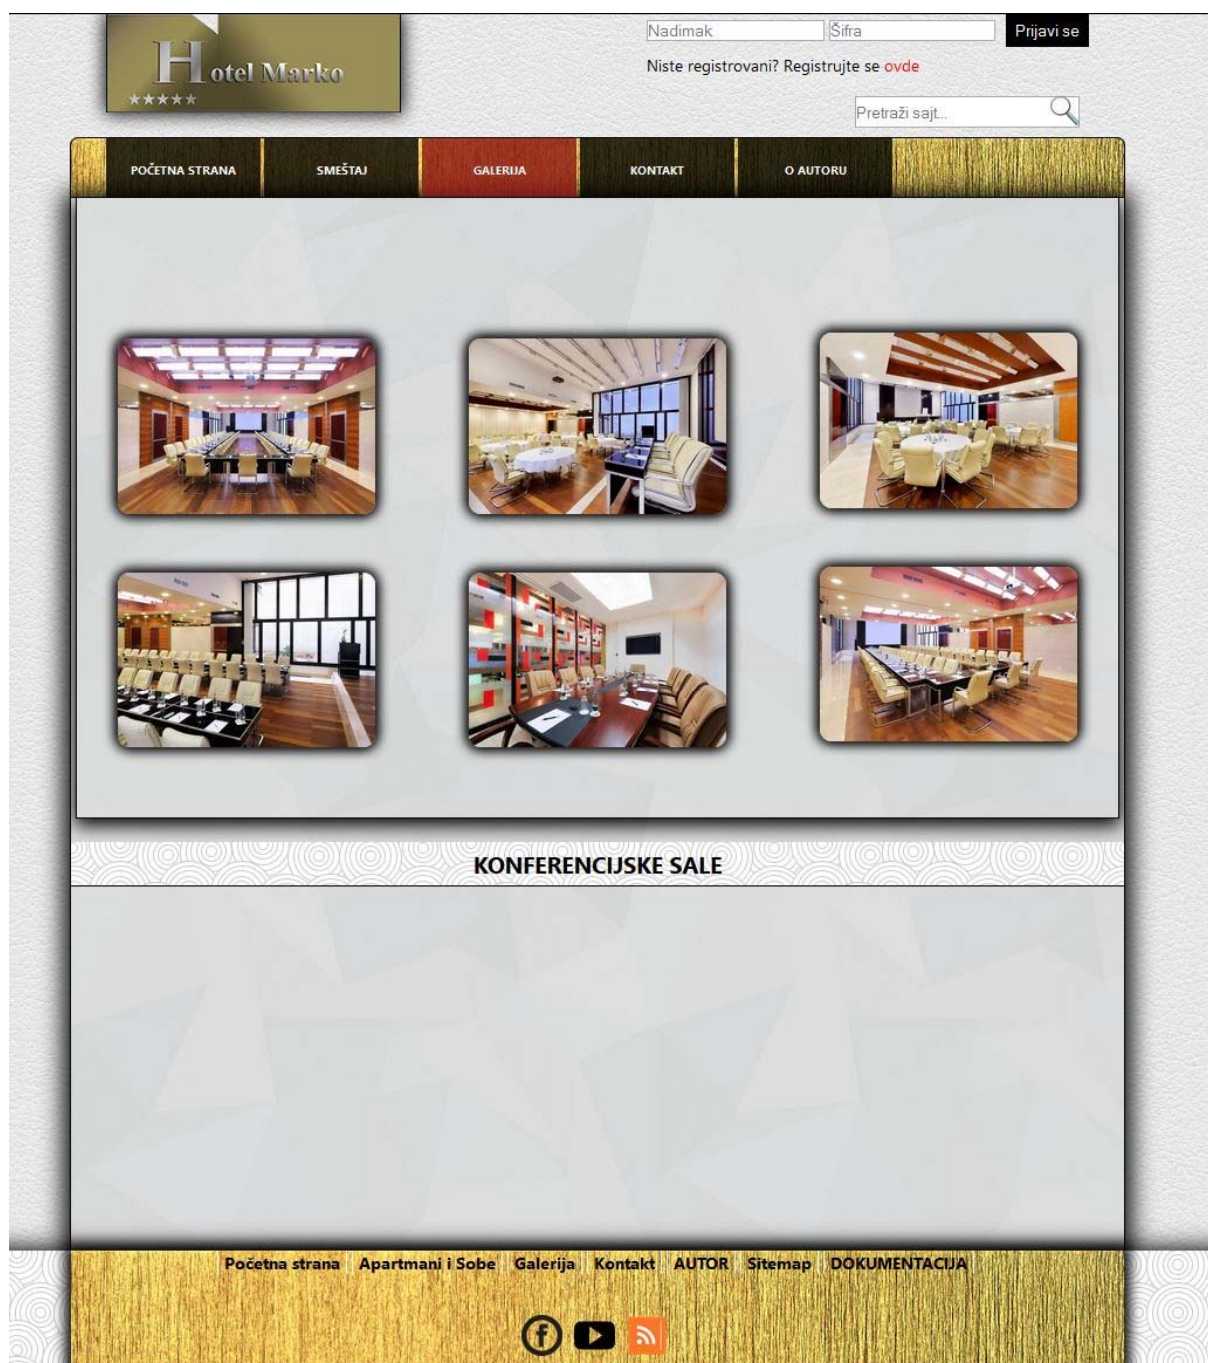 Hotel Marko
Nadimak Šifra Prijavi se
Niste registrovani? Registrujte se ovde
Pretraži sajt...
POČETNA STRANA SMEŠTAJ GALERIJA KONTAKT O AUTORU
KONFERENCIJSKE SALE
Početna strana Apartmani i Sobe Galerija Kontakt AUTOR Sitemap DOKUMENTACIJA